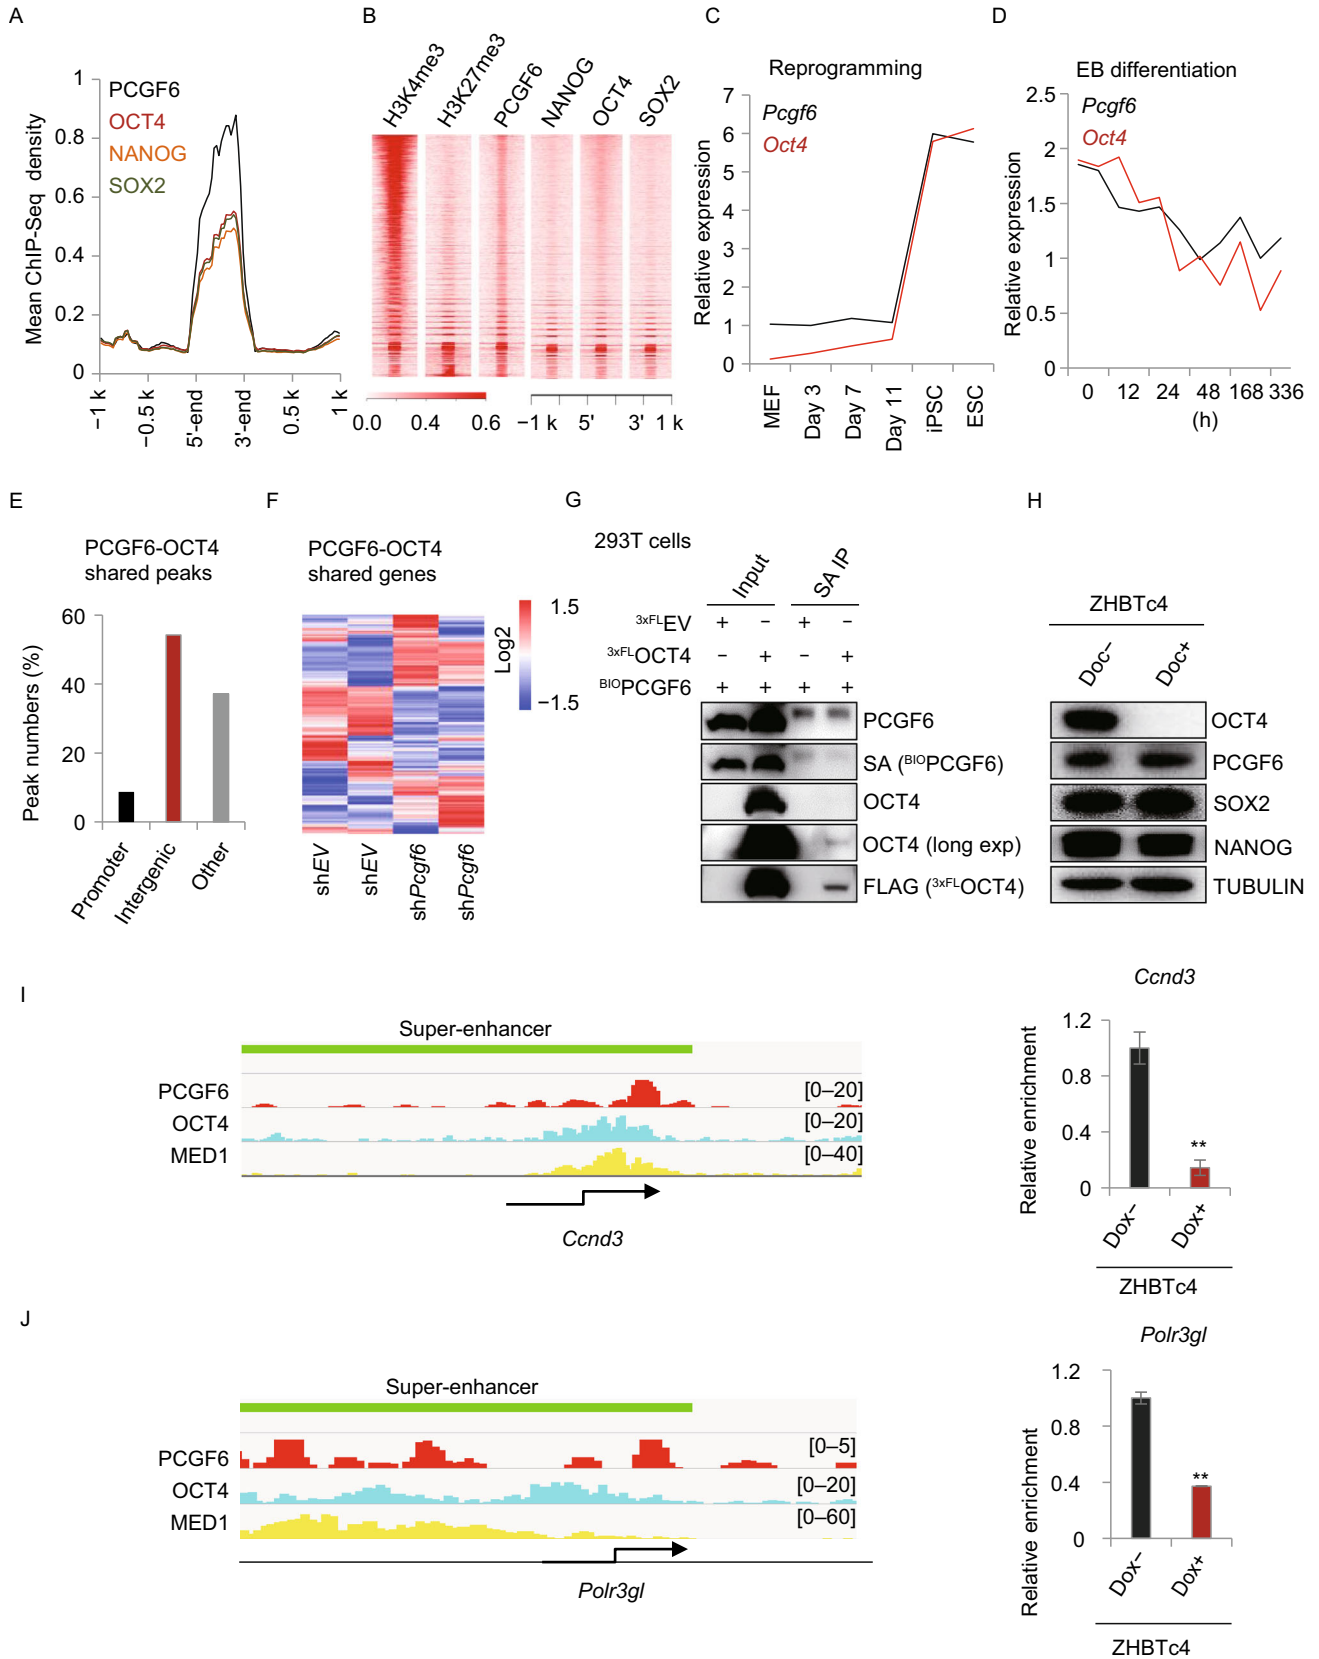 A
Mean ChIP-Seq density
1
0.8
0.6
0.4
0.2
0
PCGF6
OCT4
NANOG
SOX2
−1 k
−0.5 k
5'-end
3'-end
0.5 k
1 k
B
H3K4me3
H3K27me3
PCGF6
NANOG
OCT4
SOX2
0.0 0.4 0.6
−1 k 5' 3' 1 k
C
Reprogramming
Relative expression
7
6
5
4
3
2
1
0
Pcgf6
Oct4
MEF
Day 3
Day 7
Day 11
iPSC
ESC
D
EB differentiation
Relative expression
2.5
2
1.5
1
0.5
0
Pcgf6
Oct4
0 12 24 48 168 336
(h)
E
PCGF6-OCT4
shared peaks
Peak numbers (%)
60
40
20
0
Promoter
Intergenic
Other
F
PCGF6-OCT4
shared genes
Log2
1.5
−1.5
shEV
shEV
shPcgf6
shPcgf6
G
293T cells
Input
SA IP
3xFLEV + − + −
3xFLOCT4 − + − +
BIOPCGF6 + + + +
PCGF6
SA (BIOPCGF6)
OCT4
OCT4 (long exp)
FLAG (3xFLOCT4)
H
ZHBTc4
Doc−
Doc+
OCT4
PCGF6
SOX2
NANOG
TUBULIN
I
Super-enhancer
PCGF6 [0–20]
OCT4 [0–20]
MED1 [0–40]
Ccnd3
Ccnd3
Relative enrichment
1.2
0.8
0.4
0
**
Dox−
Dox+
ZHBTc4
J
Super-enhancer
PCGF6 [0–5]
OCT4 [0–20]
MED1 [0–60]
Polr3gl
Polr3gl
Relative enrichment
1.2
0.8
0.4
0
**
Dox−
Dox+
ZHBTc4